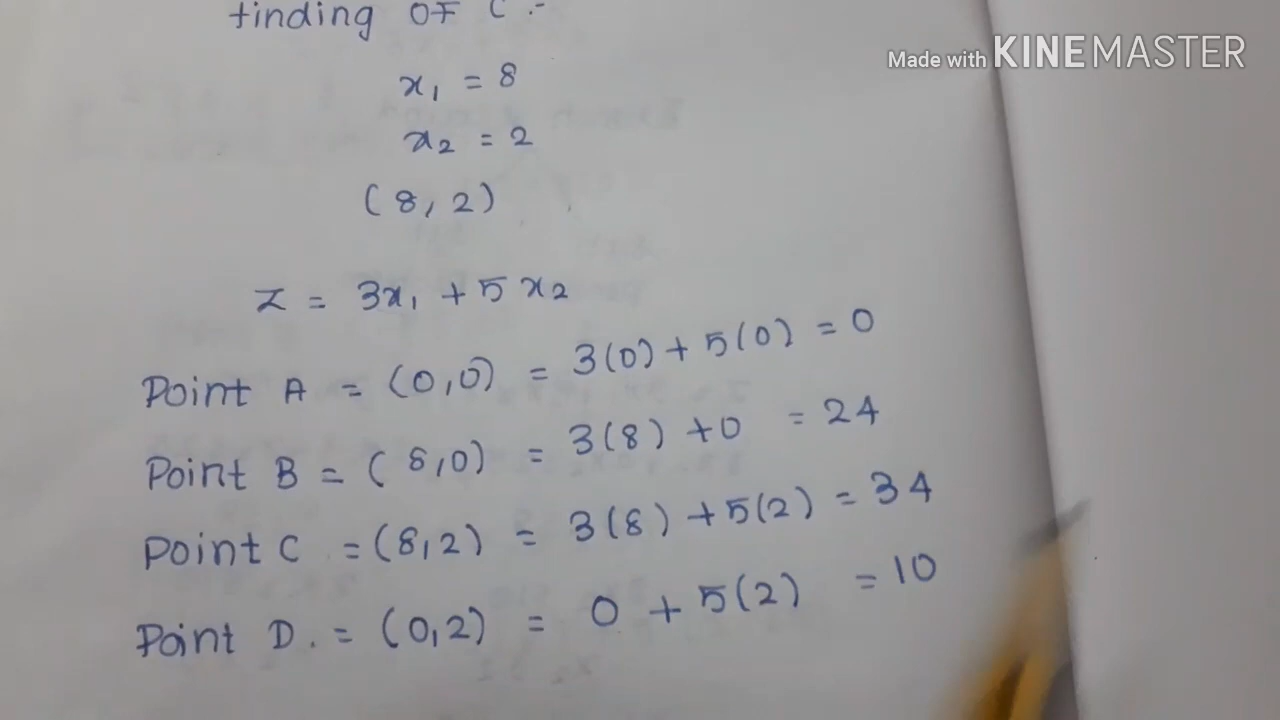 finding OF C :-
Made with KINEMASTER
x₁ = 8
x₂ = 2
(8, 2)
Z = 3x₁ + 5x₂
Point A = (0,0) = 3(0) + 5(0) = 0
Point B = (8,0) = 3(8) + 0 = 24
Point C = (8,2) = 3(8) + 5(2) = 34
Point D. = (0,2) = 0 + 5(2) = 10